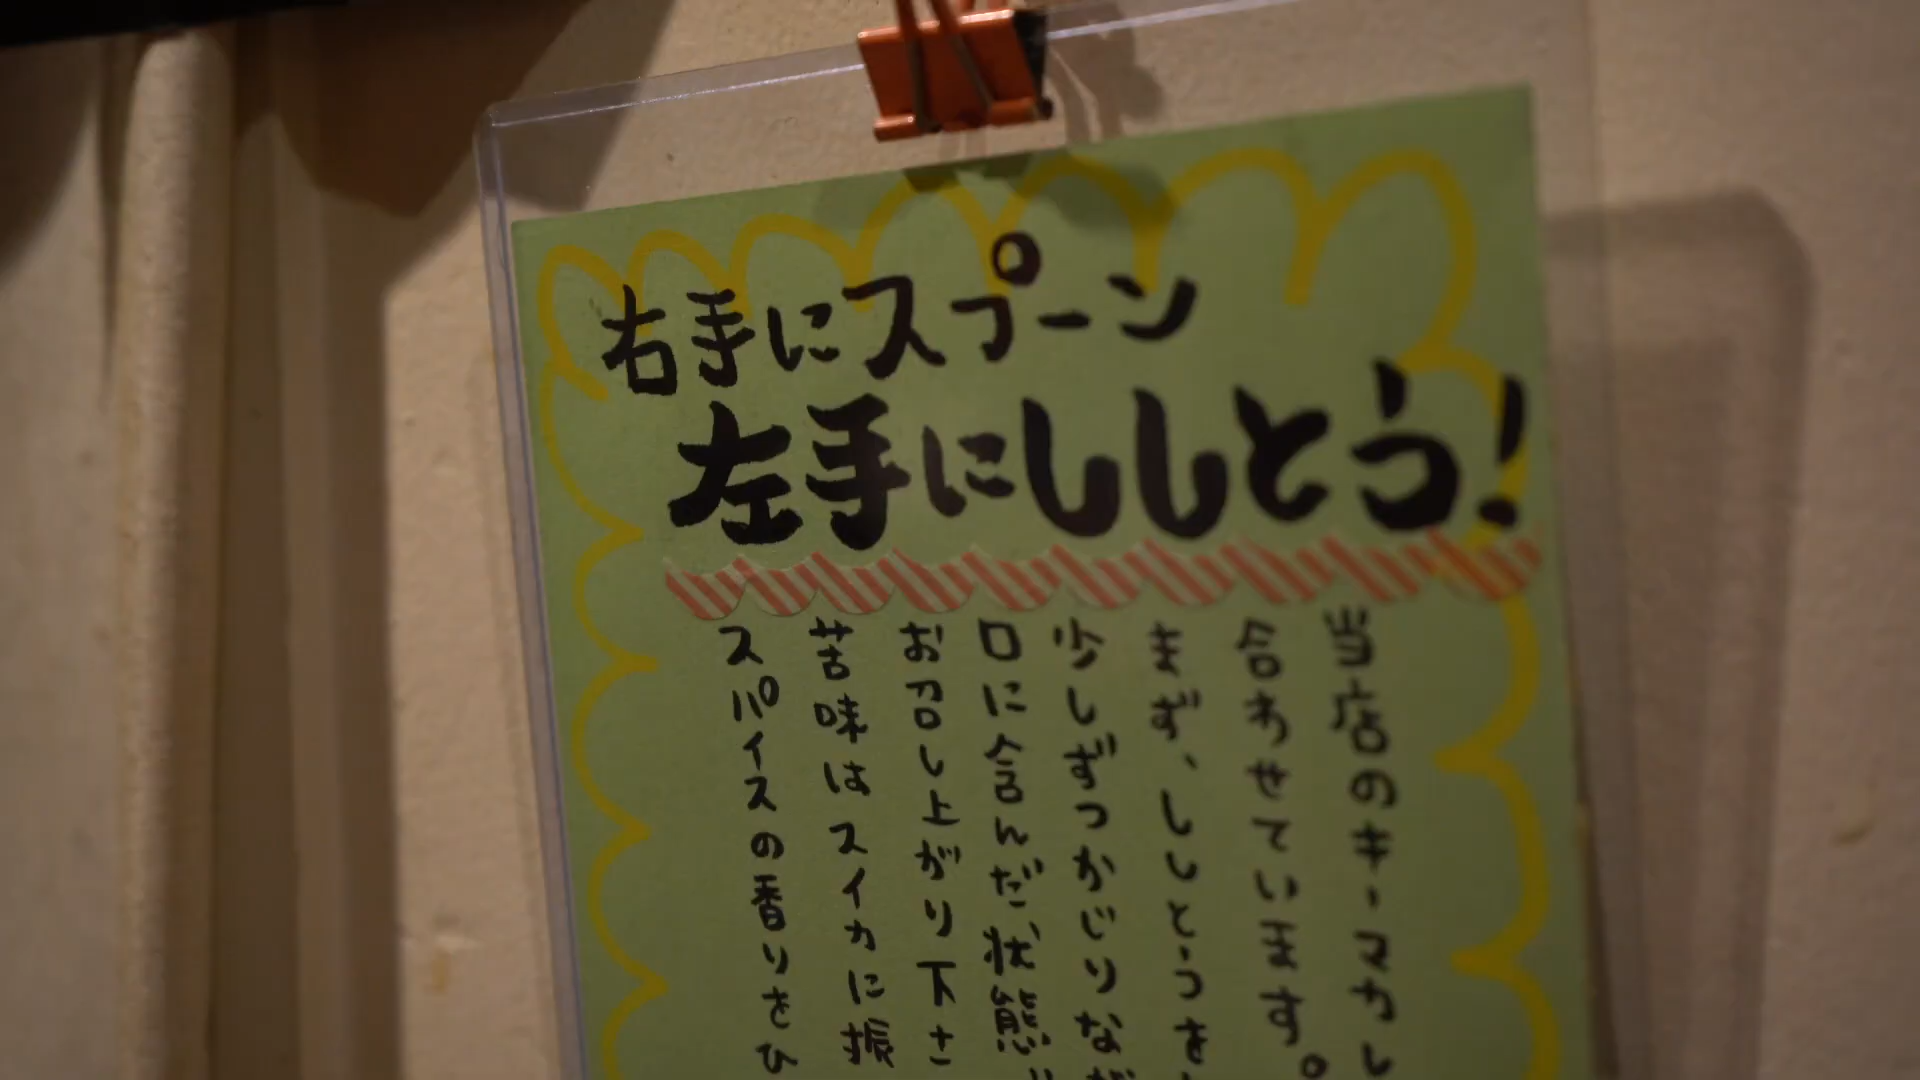 右手にスプーン
左手にししとう!
当店のキーマカレ
合わせています。
まず、ししとうを
少しずつかじりなが
口に含んだ状態
お召し上がり下さ
苦味はスイカに振
スパイスの香りをひ